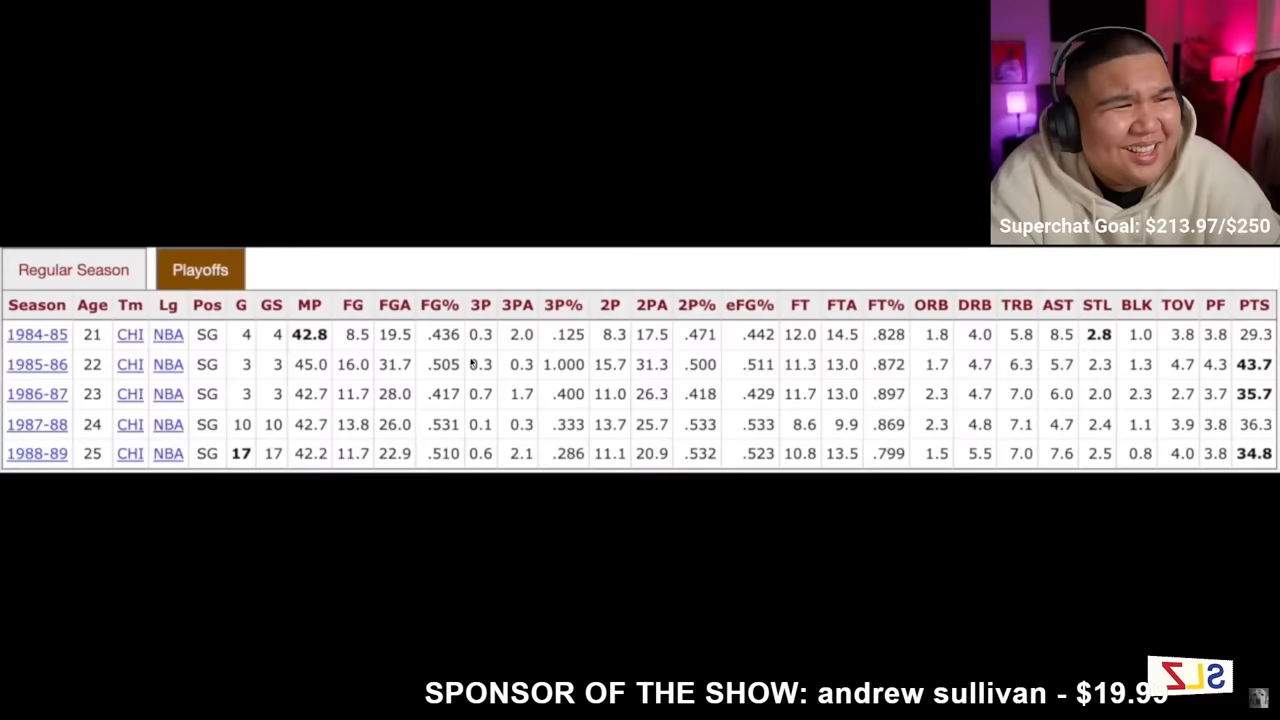 Superchat Goal: $213.97/$250
Regular Season Playoffs
Season Age Tm Lg Pos G GS MP FG FGA FG% 3P 3PA 3P% 2P 2PA 2P% eFG% FT FTA FT% ORB DRB TRB AST STL BLK TOV PF PTS
1984-85 21 CHI NBA SG 4 4 42.8 8.5 19.5 .436 0.3 2.0 .125 8.3 17.5 .471 .442 12.0 14.5 .828 1.8 4.0 5.8 8.5 2.8 1.0 3.8 3.8 29.3
1985-86 22 CHI NBA SG 3 3 45.0 16.0 31.7 .505 0.3 0.3 1.000 15.7 31.3 .500 .511 11.3 13.0 .872 1.7 4.7 6.3 5.7 2.3 1.3 4.7 4.3 43.7
1986-87 23 CHI NBA SG 3 3 42.7 11.7 28.0 .417 0.7 1.7 .400 11.0 26.3 .418 .429 11.7 13.0 .897 2.3 4.7 7.0 6.0 2.0 2.3 2.7 3.7 35.7
1987-88 24 CHI NBA SG 10 10 42.7 13.8 26.0 .531 0.1 0.3 .333 13.7 25.7 .533 .533 8.6 9.9 .869 2.3 4.8 7.1 4.7 2.4 1.1 3.9 3.8 36.3
1988-89 25 CHI NBA SG 17 17 42.2 11.7 22.9 .510 0.6 2.1 .286 11.1 20.9 .532 .523 10.8 13.5 .799 1.5 5.5 7.0 7.6 2.5 0.8 4.0 3.8 34.8
SPONSOR OF THE SHOW: andrew sullivan - $19.99
SLZ